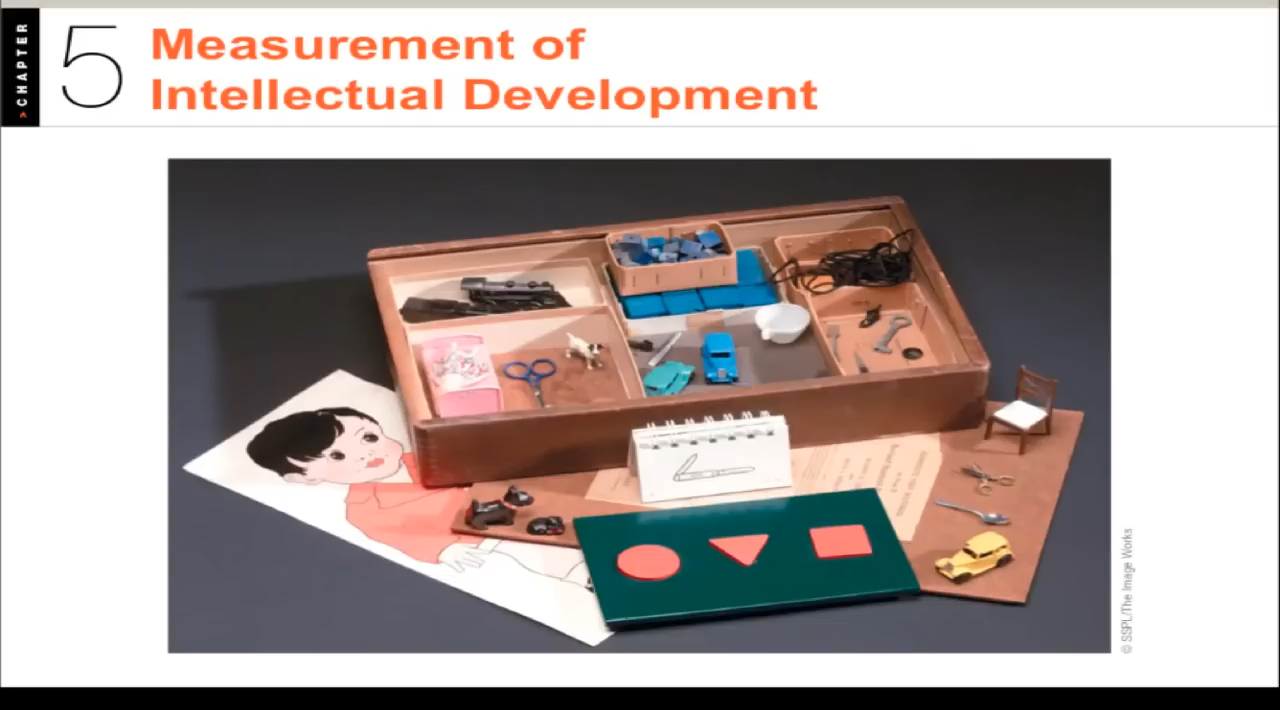 > CHAPTER
5
Measurement of
Intellectual Development
© SSPL/The Image Works